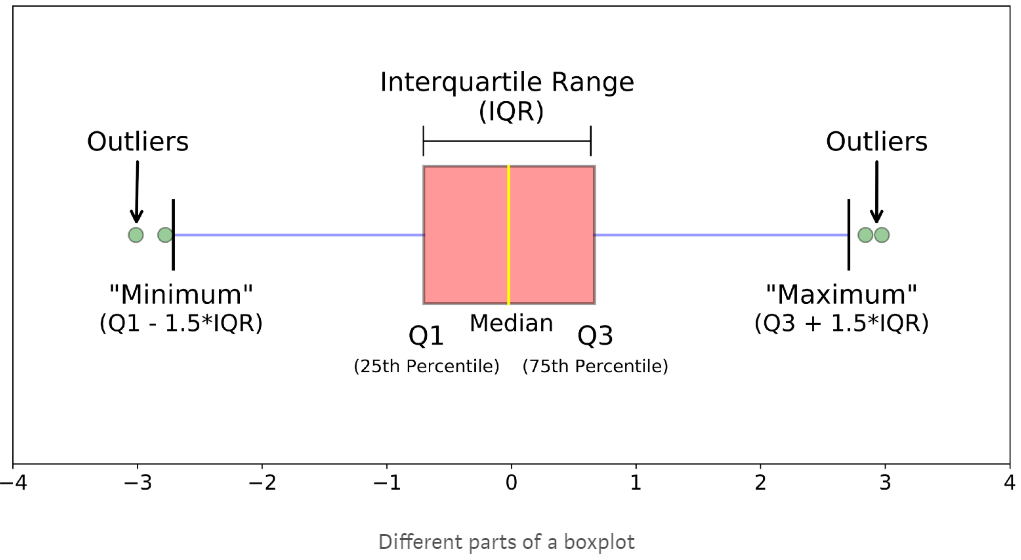 Interquartile Range
(IQR)
Outliers
Outliers
"Minimum"
(Q1 - 1.5*IQR)
"Maximum"
(Q3 + 1.5*IQR)
Q1
Median
Q3
(25th Percentile)
(75th Percentile)
−4 −3 −2 −1 0 1 2 3 4
Different parts of a boxplot